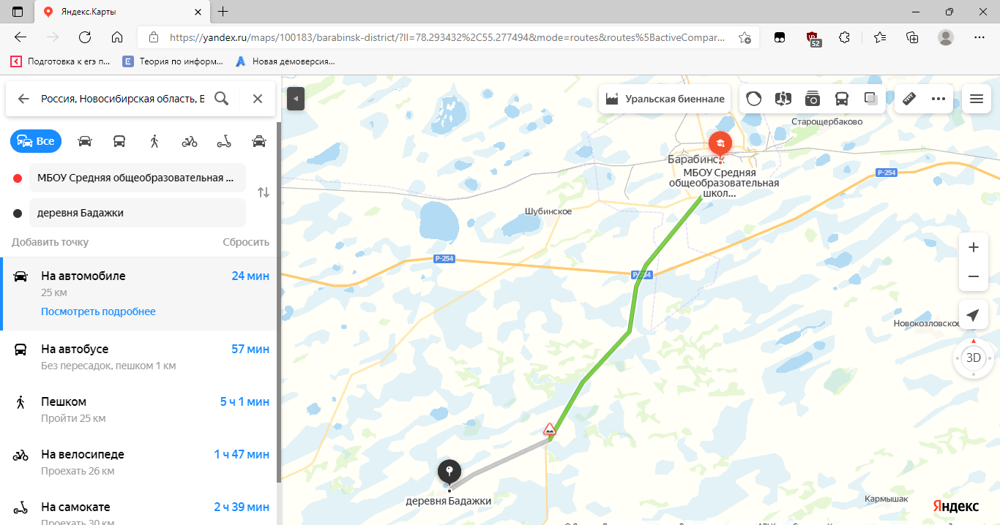 Яндекс.Карты
https://yandex.ru/maps/100183/barabinsk-district/?ll=78.293432%2C55.277494&mode=routes&routes%5BactiveCompar...
52
Подготовка к егэ п...
Теория по информ...
Новая демоверсия...
Россия, Новосибирская область, Б
Все
МБОУ Средняя общеобразовательная ...
деревня Бадажки
Добавить точку
Сбросить
На автомобиле
24 мин
25 км
Посмотреть подробнее
На автобусе
57 мин
Без пересадок, пешком 1 км
Пешком
5 ч 1 мин
Пройти 25 км
На велосипеде
1 ч 47 мин
Проехать 26 км
На самокате
2 ч 39 мин
Проехать 30 км
Уральская биеннале
Старощербаково
Барабинск
МБОУ Средняя
общеобразовательная
школ...
Р-254
Шубинское
Р-254
Р-254
Новокозловское
3D
деревня Бадажки
Кармышак
Яндекс